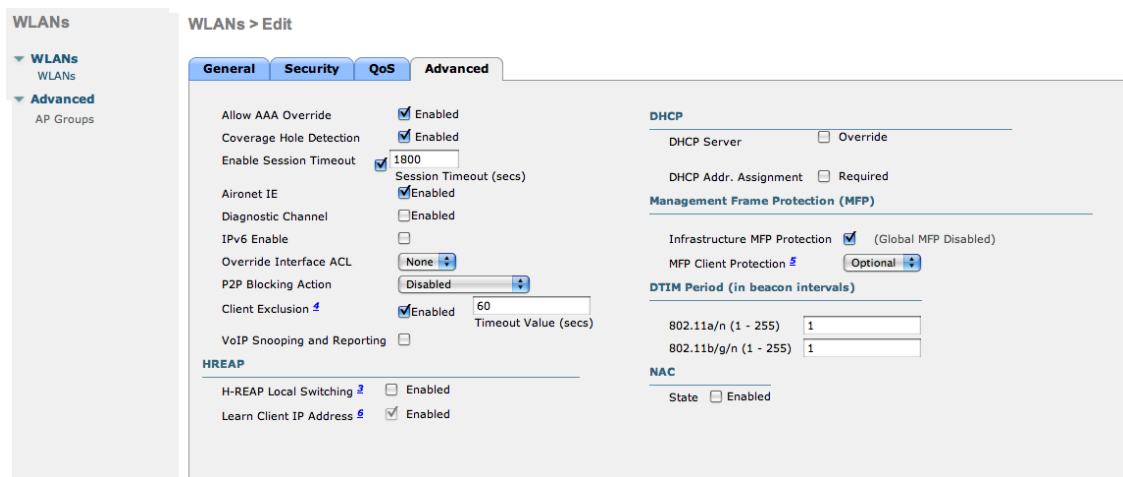 WLANs
WLANs > Edit
WLANs
WLANs
Advanced
AP Groups
General Security QoS Advanced
Allow AAA Override Enabled
Coverage Hole Detection Enabled
Enable Session Timeout 1800
Session Timeout (secs)
Aironet IE Enabled
Diagnostic Channel Enabled
IPv6 Enable
Override Interface ACL None
P2P Blocking Action Disabled
Client Exclusion 4 Enabled 60
Timeout Value (secs)
VoIP Snooping and Reporting
HREAP
H-REAP Local Switching 3 Enabled
Learn Client IP Address 6 Enabled
DHCP
DHCP Server Override
DHCP Addr. Assignment Required
Management Frame Protection (MFP)
Infrastructure MFP Protection (Global MFP Disabled)
MFP Client Protection 5 Optional
DTIM Period (in beacon intervals)
802.11a/n (1 - 255) 1
802.11b/g/n (1 - 255) 1
NAC
State Enabled